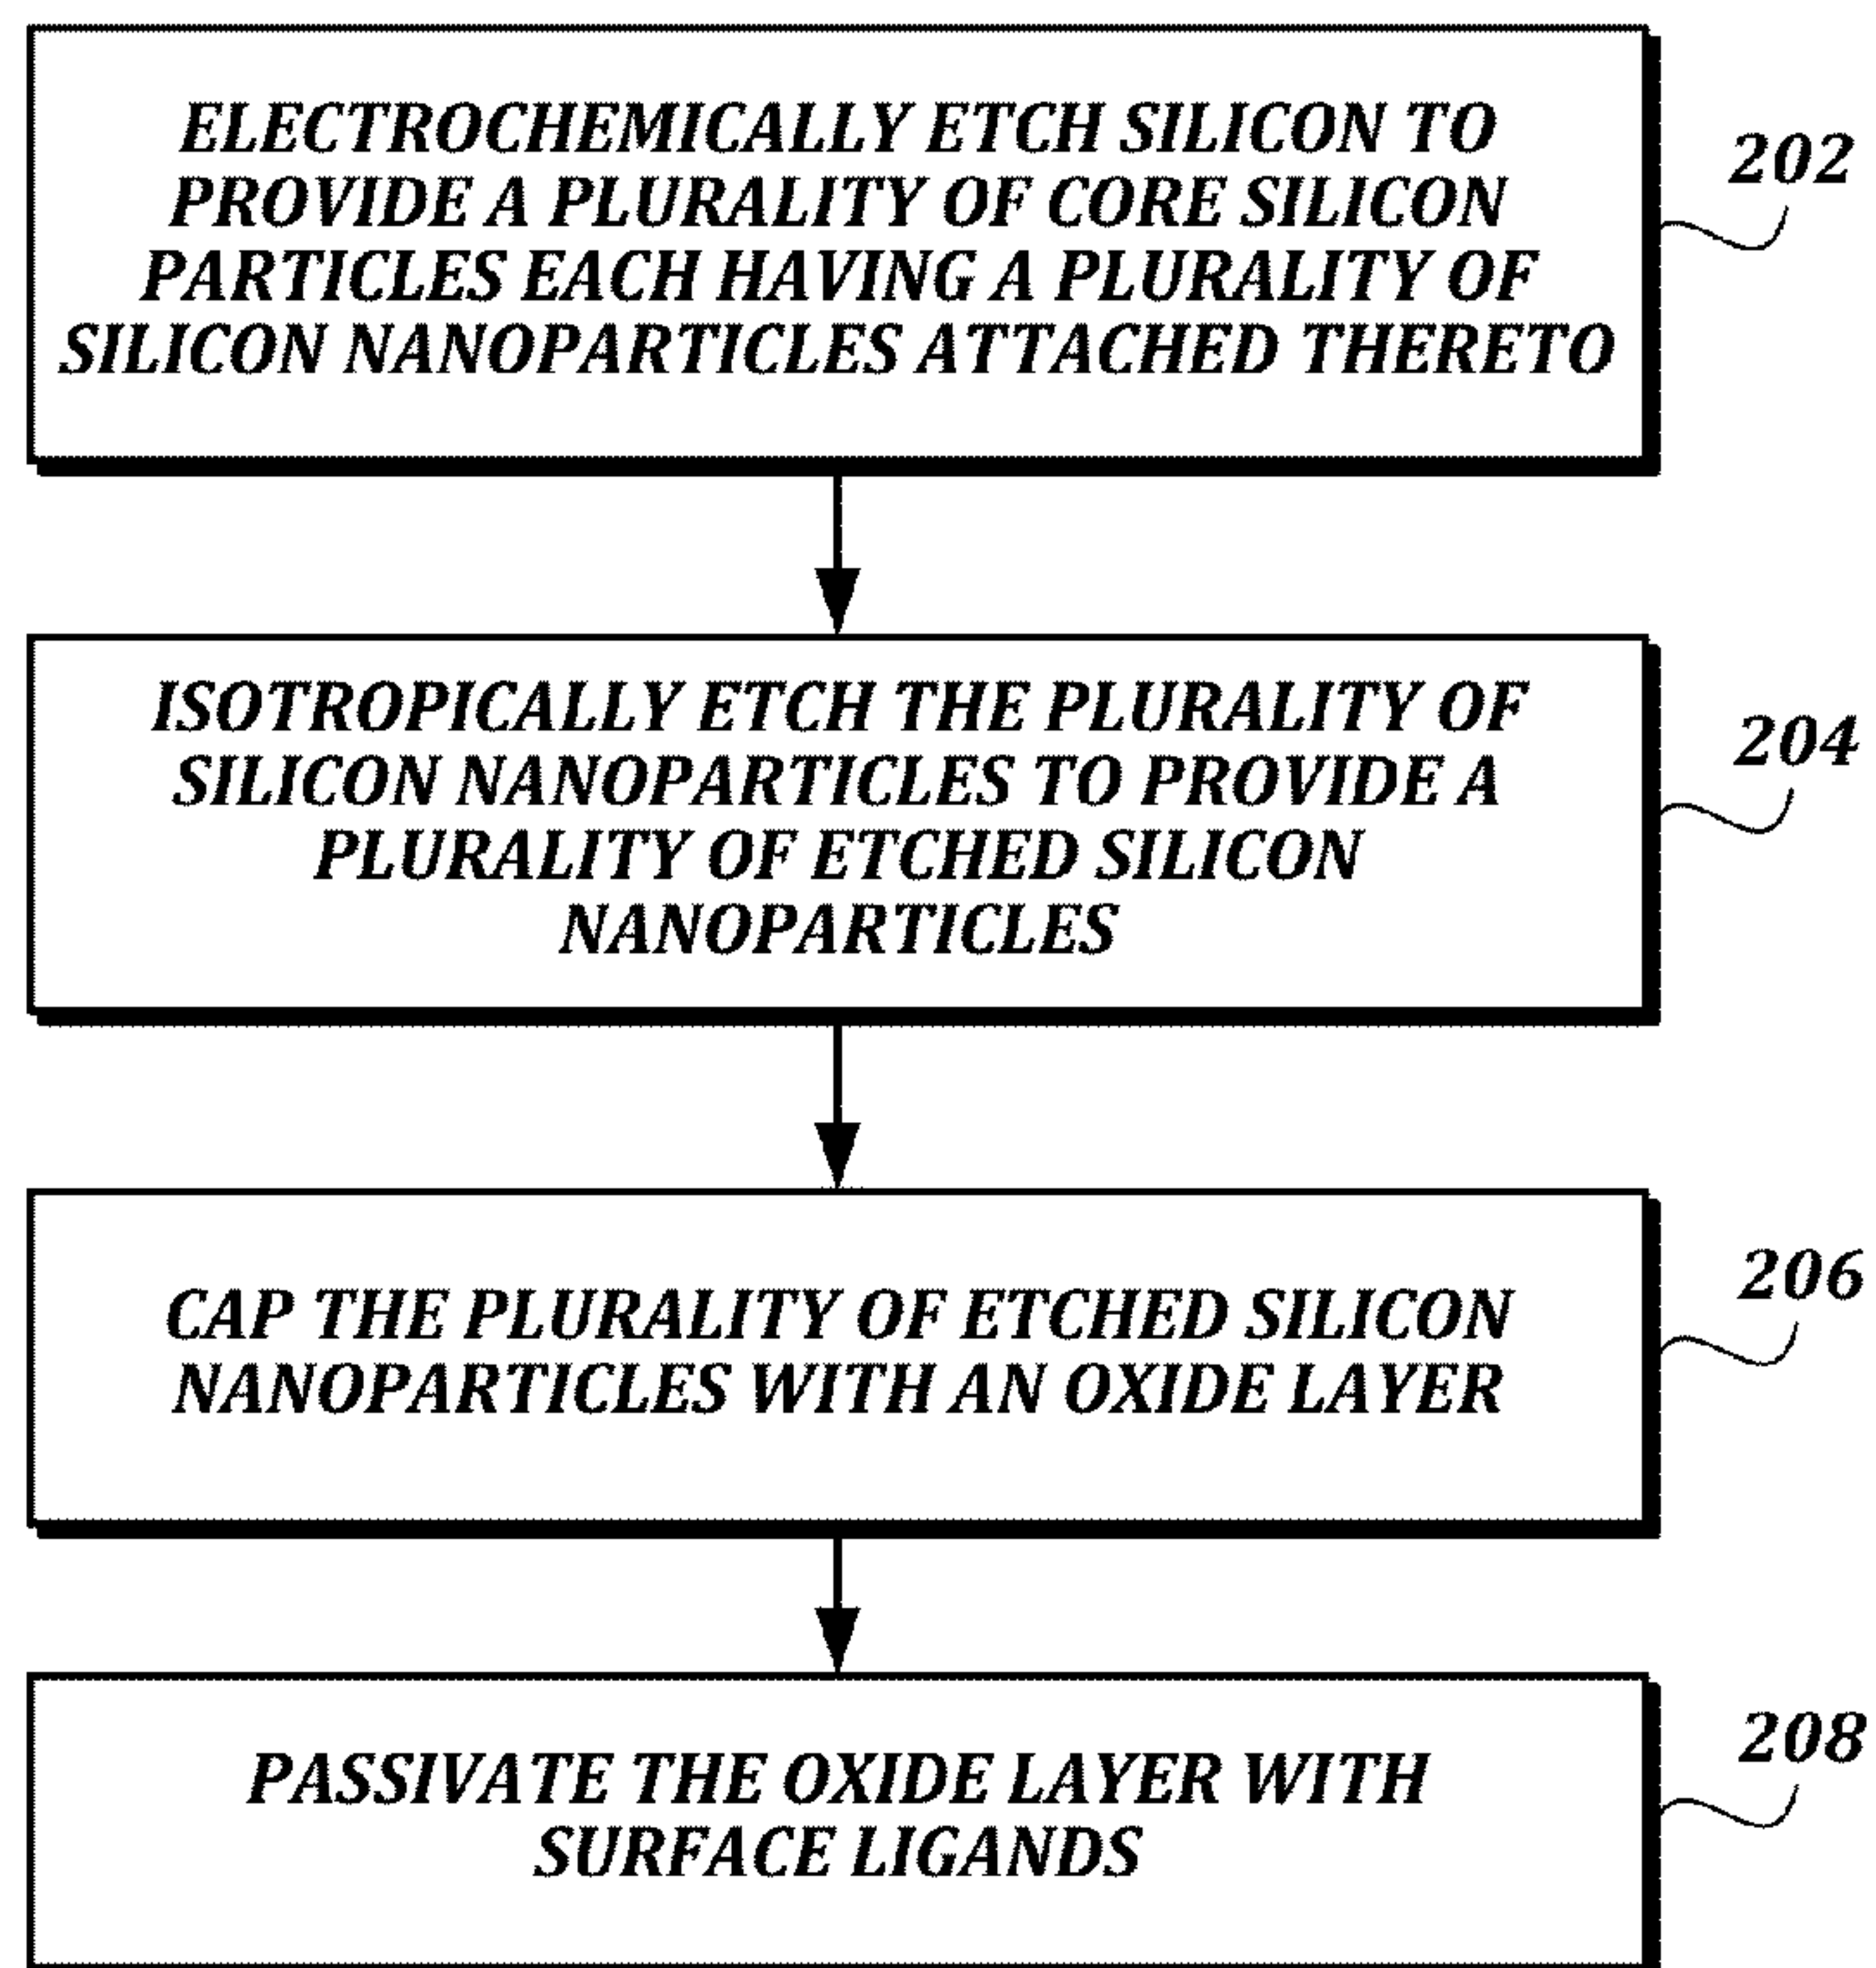 ELECTROCHEMICALLY ETCH SILICON TO
PROVIDE A PLURALITY OF CORE SILICON
PARTICLES EACH HAVING A PLURALITY OF
SILICON NANOPARTICLES ATTACHED THERETO
202
ISOTROPICALLY ETCH THE PLURALITY OF
SILICON NANOPARTICLES TO PROVIDE A
PLURALITY OF ETCHED SILICON
NANOPARTICLES
204
CAP THE PLURALITY OF ETCHED SILICON
NANOPARTICLES WITH AN OXIDE LAYER
206
PASSIVATE THE OXIDE LAYER WITH
SURFACE LIGANDS
208